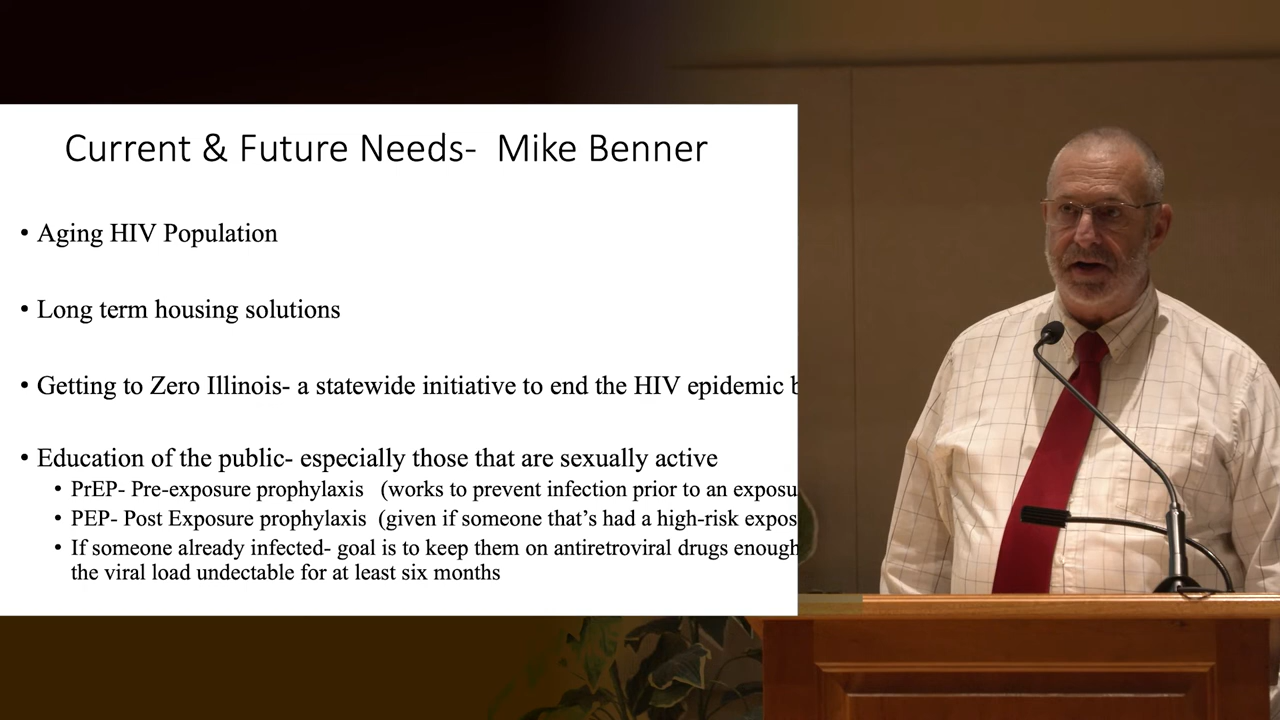 Current & Future Needs- Mike Benner
• Aging HIV Population
• Long term housing solutions
• Getting to Zero Illinois- a statewide initiative to end the HIV epidemic
• Education of the public- especially those that are sexually active
• PrEP- Pre-exposure prophylaxis (works to prevent infection prior to an
• PEP- Post Exposure prophylaxis (given if someone that’s had a high-risk
• If someone already infected- goal is to keep them on antiretroviral drugs enough
the viral load undectable for at least six months